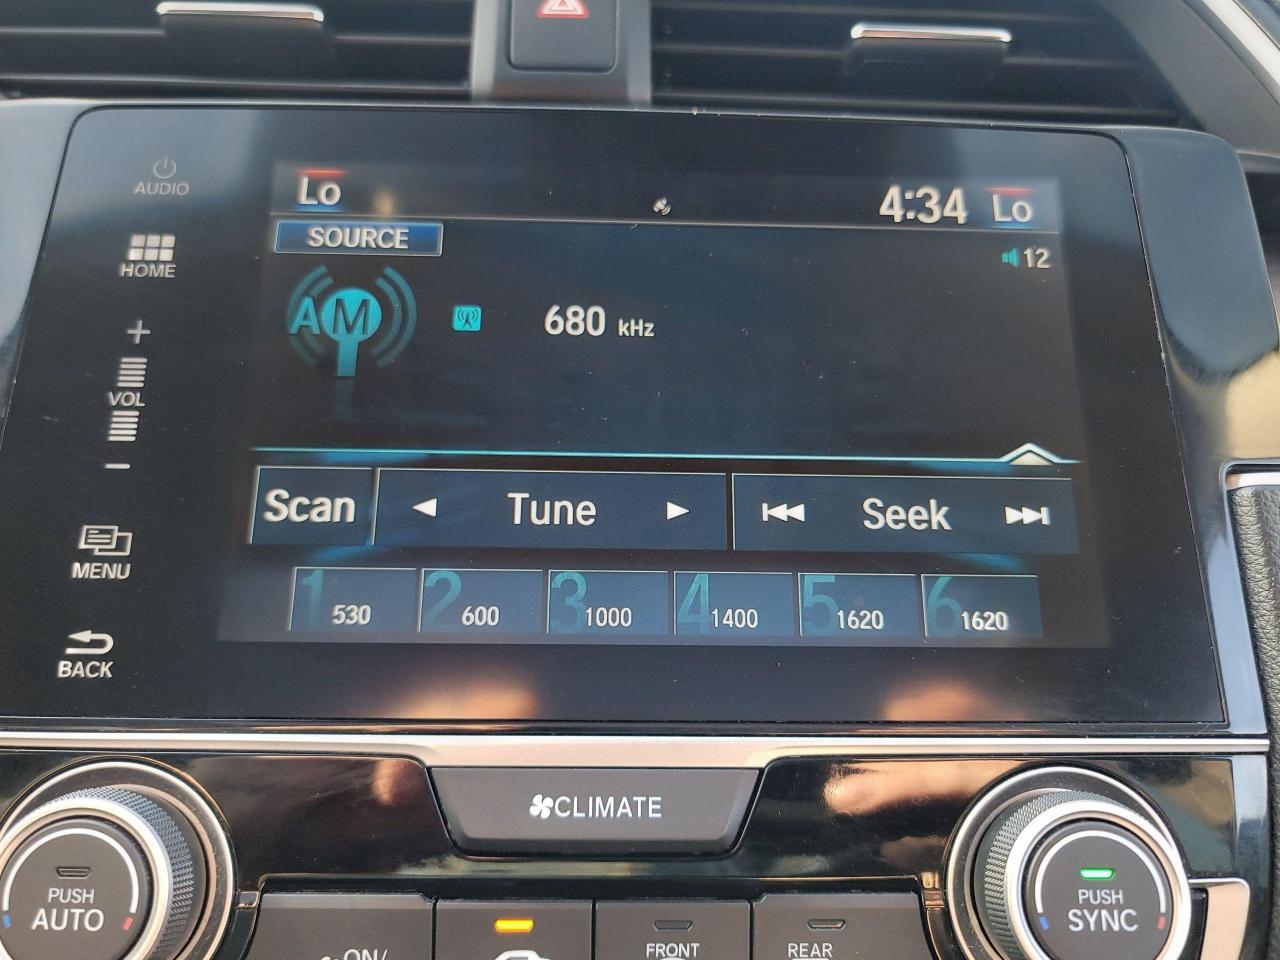 AUDIO
HOME
+
VOL
−
MENU
BACK
Lo
4:34
Lo
SOURCE
12
AM
680 kHz
Scan
Tune
Seek
1 530
2 600
3 1000
4 1400
5 1620
6 1620
CLIMATE
PUSH
AUTO
ON/
FRONT
REAR
PUSH
SYNC